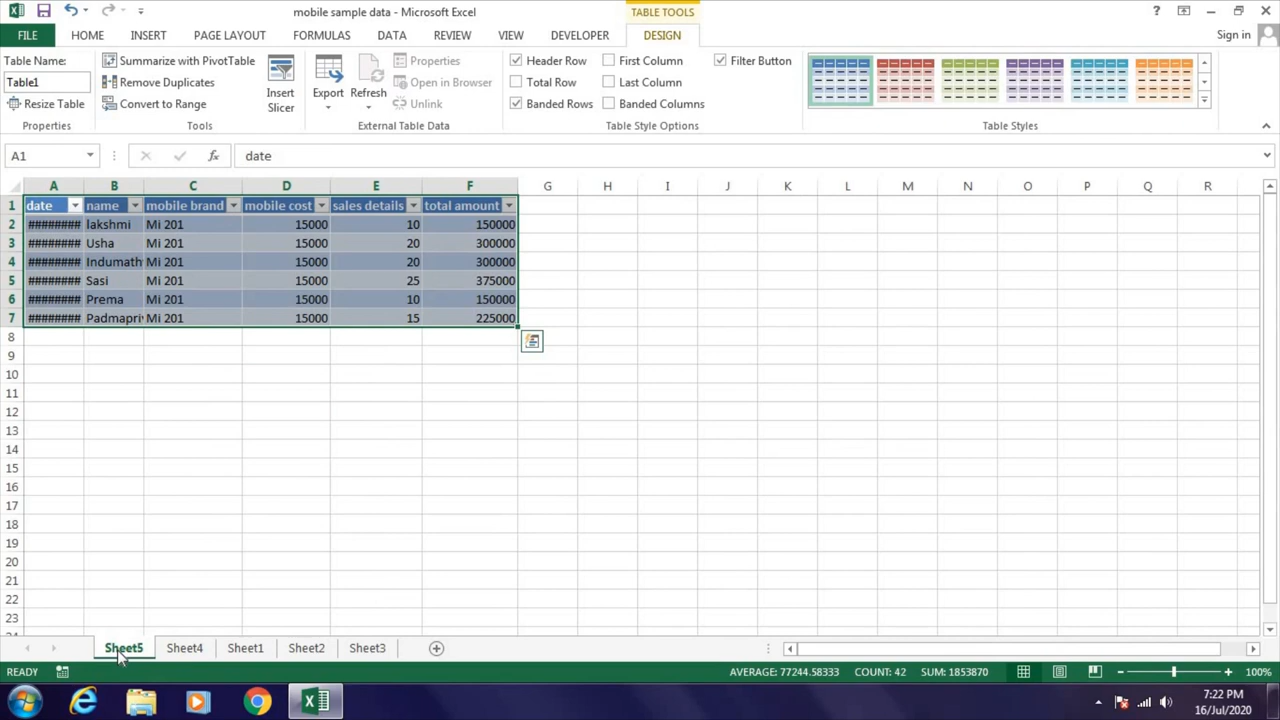 mobile sample data - Microsoft Excel
TABLE TOOLS
?
FILE HOME INSERT PAGE LAYOUT FORMULAS DATA REVIEW VIEW DEVELOPER DESIGN
Sign in
Table Name:
Table1
Resize Table
Properties
Summarize with PivotTable
Remove Duplicates
Convert to Range
Tools
Insert
Slicer
Export
Refresh
Properties
Open in Browser
Unlink
External Table Data
Header Row
Total Row
Banded Rows
First Column
Last Column
Banded Columns
Filter Button
Table Style Options
Table Styles
A1
fx
date
A B C D E F G H I J K L M N O P Q R
1 date name mobile brand mobile cost sales details total amount
2 ######## lakshmi Mi 201 15000 10 150000
3 ######## Usha Mi 201 15000 20 300000
4 ######## Indumath Mi 201 15000 20 300000
5 ######## Sasi Mi 201 15000 25 375000
6 ######## Prema Mi 201 15000 10 150000
7 ######## Padmapri Mi 201 15000 15 225000
8
9
10
11
12
13
14
15
16
17
18
19
20
21
22
23
Sheet5 Sheet4 Sheet1 Sheet2 Sheet3
READY
AVERAGE: 77244.58333 COUNT: 42 SUM: 1853870
100%
7:22 PM
16/Jul/2020